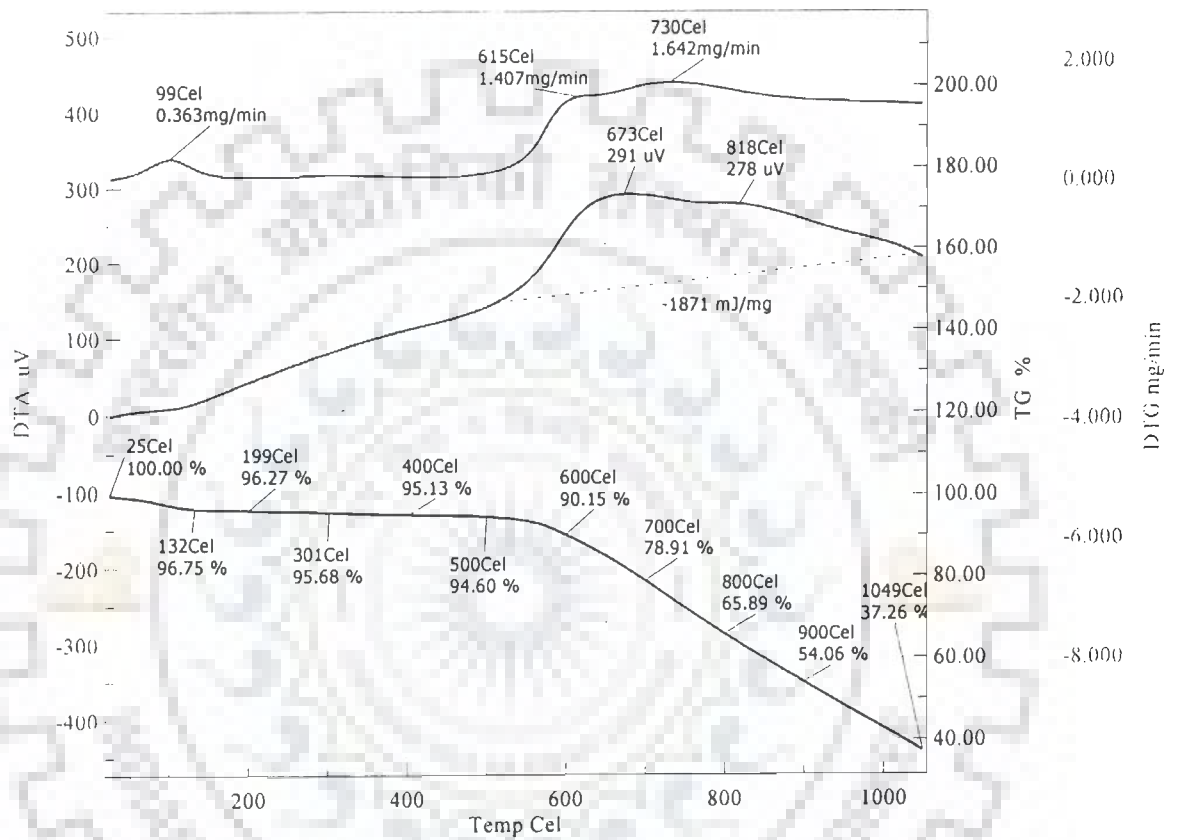 500
400
300
200
100
0
-100
-200
-300
-400
DTA uV
99Cel
0.363mg/min
615Cel
1.407mg/min
730Cel
1.642mg/min
673Cel
291 uV
818Cel
278 uV
-1871 mJ/mg
25Cel
100.00 %
199Cel
96.27 %
400Cel
95.13 %
600Cel
90.15 %
132Cel
96.75 %
301Cel
95.68 %
500Cel
94.60 %
700Cel
78.91 %
800Cel
65.89 %
900Cel
54.06 %
1049Cel
37.26 %
200.00
180.00
160.00
140.00
120.00
100.00
80.00
60.00
40.00
TG %
2.000
0.000
-2.000
-4.000
-6.000
-8.000
DTG mg/min
200
400
600
800
1000
Temp Cel